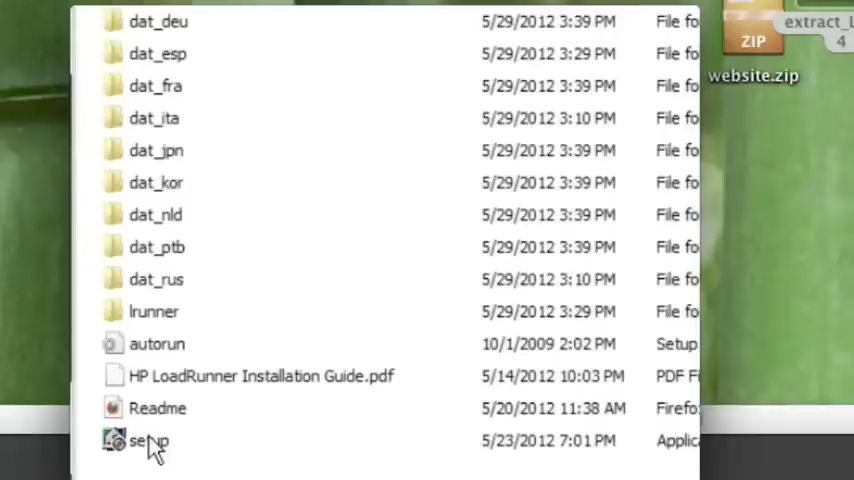 dat_deu 5/29/2012 3:39 PM File fo
dat_esp 5/29/2012 3:29 PM File fo
dat_fra 5/29/2012 3:39 PM File fo
dat_ita 5/29/2012 3:10 PM File fo
dat_jpn 5/29/2012 3:39 PM File fo
dat_kor 5/29/2012 3:39 PM File fo
dat_nld 5/29/2012 3:39 PM File fo
dat_ptb 5/29/2012 3:39 PM File fo
dat_rus 5/29/2012 3:10 PM File fo
lrunner 5/29/2012 3:29 PM File fo
autorun 10/1/2009 2:02 PM Setup
HP LoadRunner Installation Guide.pdf 5/14/2012 10:03 PM PDF Fi
Readme 5/20/2012 11:38 AM Firefo
setup 5/23/2012 7:01 PM Applic
ZIP
website.zip
extract_L
4